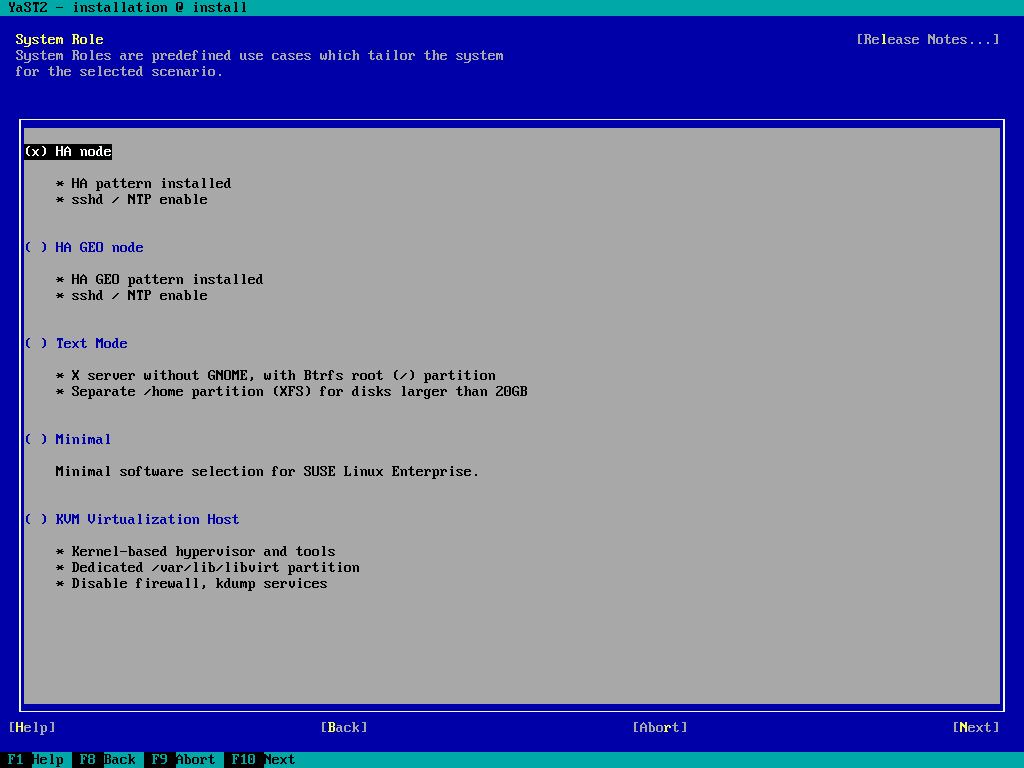 YaST2 - installation @ install
System Role
[Release Notes...]
System Roles are predefined use cases which tailor the system
for the selected scenario.
(x) HA node
* HA pattern installed
* sshd / NTP enable
( ) HA GEO node
* HA GEO pattern installed
* sshd / NTP enable
( ) Text Mode
* X server without GNOME, with Btrfs root (/) partition
* Separate /home partition (XFS) for disks larger than 20GB
( ) Minimal
Minimal software selection for SUSE Linux Enterprise.
( ) KVM Virtualization Host
* Kernel-based hypervisor and tools
* Dedicated /var/lib/libvirt partition
* Disable firewall, kdump services
[Help] [Back] [Abort] [Next]
F1 Help F8 Back F9 Abort F10 Next